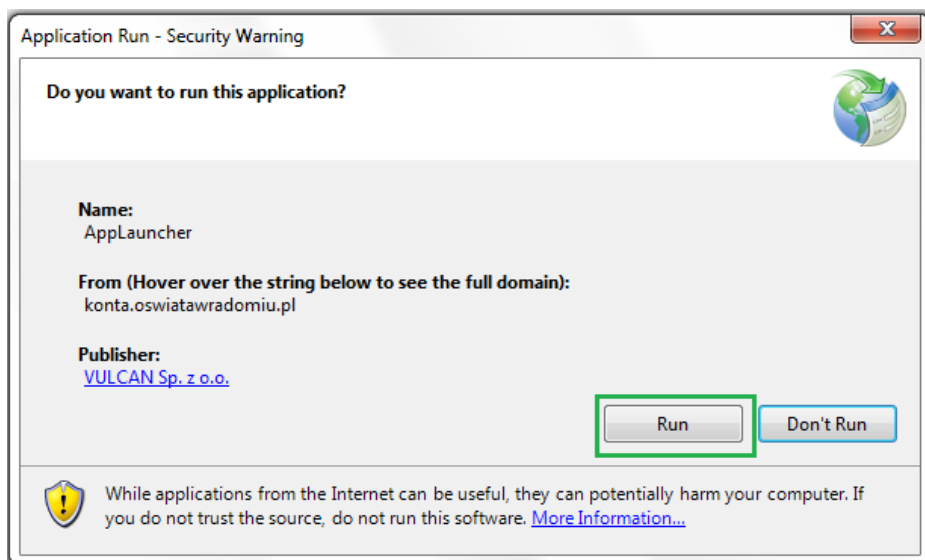 Application Run - Security Warning
Do you want to run this application?
Name:
AppLauncher
From (Hover over the string below to see the full domain):
konta.oswiatawradomiu.pl
Publisher:
VULCAN Sp. z o.o.
Run
Don't Run
While applications from the Internet can be useful, they can potentially harm your computer. If
you do not trust the source, do not run this software. More Information...